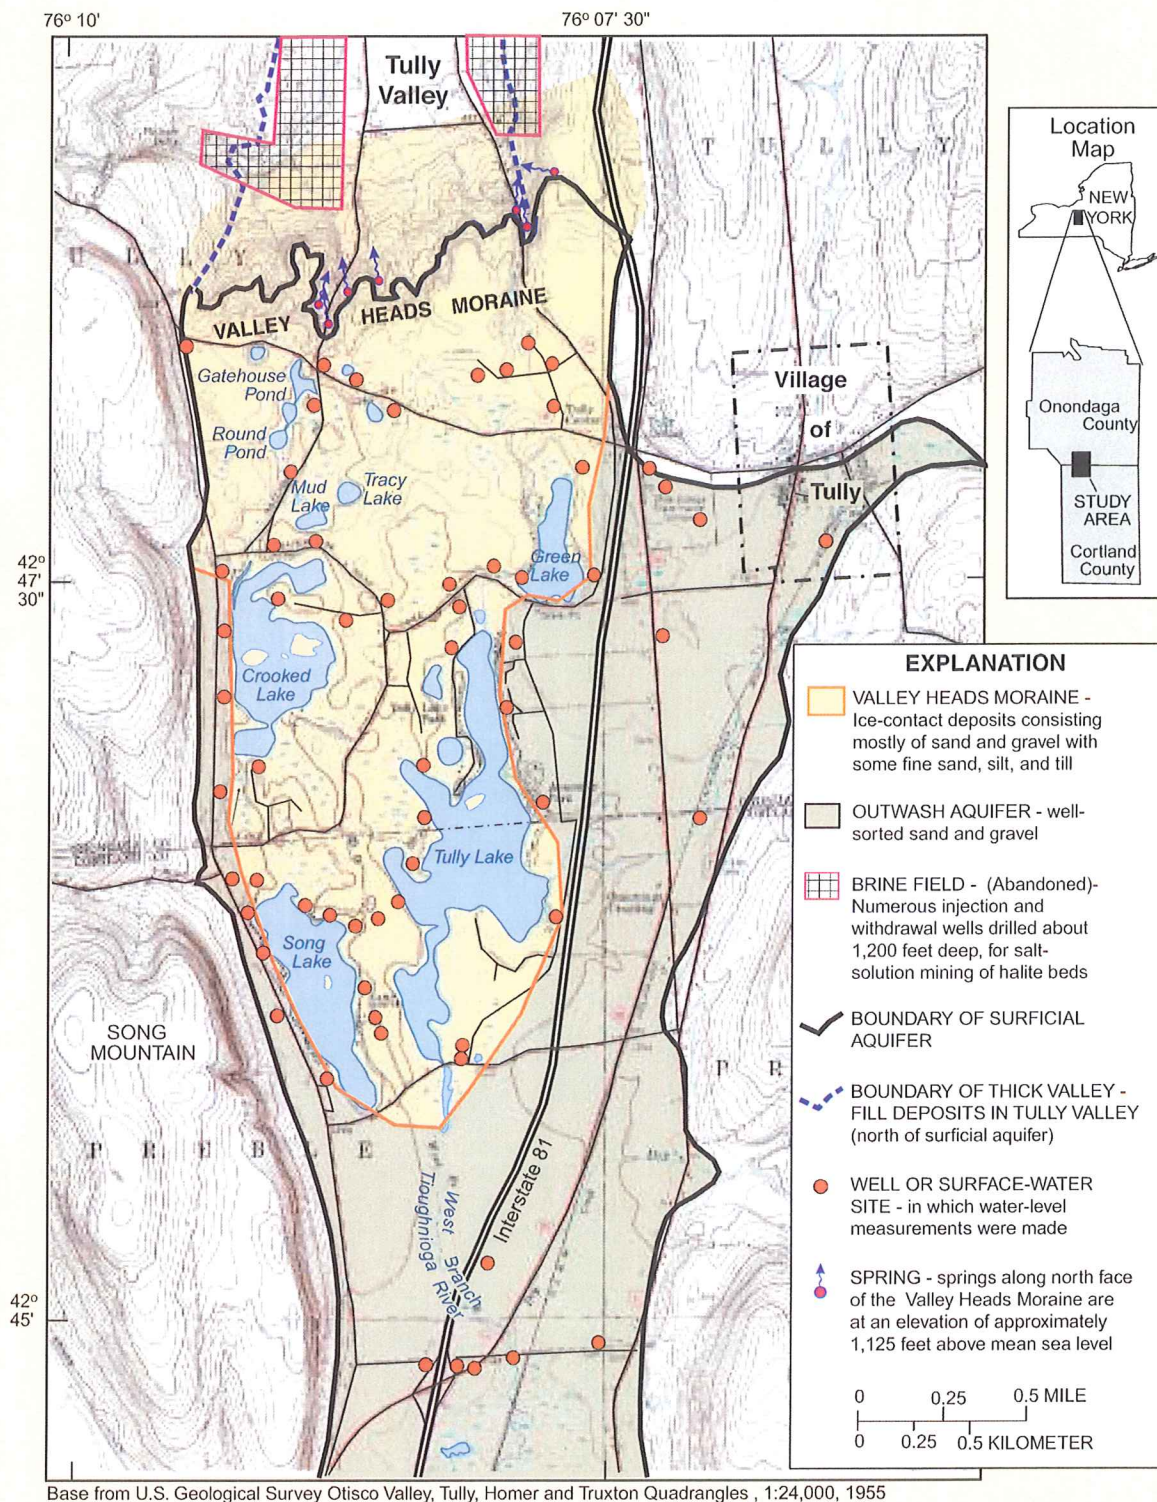 76° 10'
76° 07' 30"
Tully
Valley
T U L L Y
U L L Y
VALLEY HEADS MORAINE
Gatehouse
Pond
Round
Pond
Mud
Lake
Tracy
Lake
Green
Lake
Village
of
Tully
42°
47'
30"
Crooked
Lake
Tully Lake
Song
Lake
SONG
MOUNTAIN
P R E B L E
P R
West Branch
Tioughnioga River
Interstate 81
42°
45'
Location
Map
NEW
YORK
Onondaga
County
STUDY
AREA
Cortland
County
EXPLANATION
VALLEY HEADS MORAINE -
Ice-contact deposits consisting
mostly of sand and gravel with
some fine sand, silt, and till
OUTWASH AQUIFER - well-
sorted sand and gravel
BRINE FIELD - (Abandoned)-
Numerous injection and
withdrawal wells drilled about
1,200 feet deep, for salt-
solution mining of halite beds
BOUNDARY OF SURFICIAL
AQUIFER
BOUNDARY OF THICK VALLEY -
FILL DEPOSITS IN TULLY VALLEY
(north of surficial aquifer)
WELL OR SURFACE-WATER
SITE - in which water-level
measurements were made
SPRING - springs along north face
of the Valley Heads Moraine are
at an elevation of approximately
1,125 feet above mean sea level
0 0.25 0.5 MILE
0 0.25 0.5 KILOMETER
Base from U.S. Geological Survey Otisco Valley, Tully, Homer and Truxton Quadrangles , 1:24,000, 1955